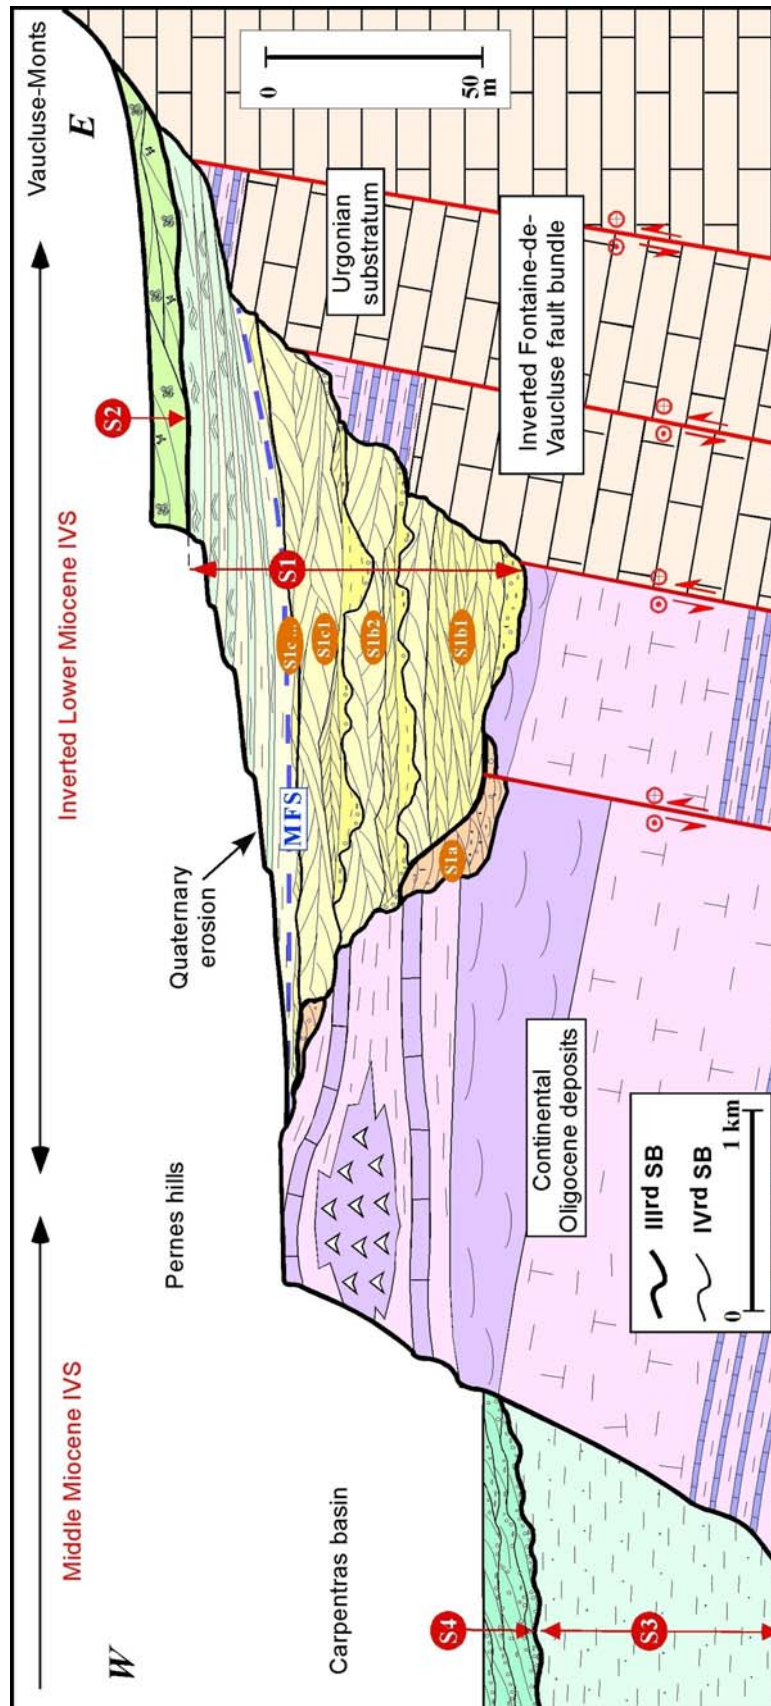 Middle Miocene IVS
Inverted Lower Miocene IVS
W
Carpentras basin
Pernes hills
Quaternary
erosion
Vaucluse-Monts
E
S2
S1
MFS
S1c...
S1c1
S1b2
S1b1
S1a
S4
S3
0
50
m
Urgonian
substratum
Inverted Fontaine-de-
Vaucluse fault bundle
Continental
Oligocene deposits
IIIrd SB
IVrd SB
0
1 km